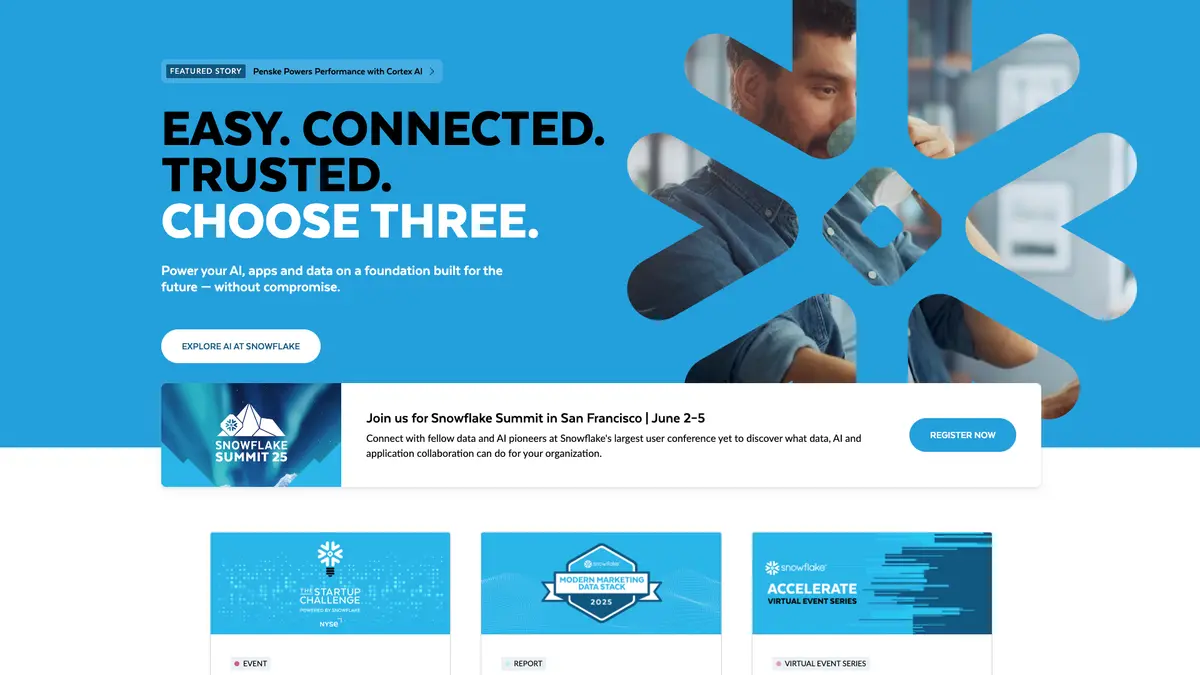 FEATURED STORY Penske Powers Performance with Cortex AI
EASY. CONNECTED.
TRUSTED.
CHOOSE THREE.
Power your AI, apps and data on a foundation built for the
future — without compromise.
EXPLORE AI AT SNOWFLAKE
SNOWFLAKE
SUMMIT 25
Join us for Snowflake Summit in San Francisco | June 2–5
Connect with fellow data and AI pioneers at Snowflake's largest user conference yet to discover what data, AI and
application collaboration can do for your organization.
REGISTER NOW
THE STARTUP
CHALLENGE
POWERED BY SNOWFLAKE
NYSE
EVENT
snowflake
MODERN MARKETING
DATA STACK
2025
REPORT
snowflake
ACCELERATE
VIRTUAL EVENT SERIES
VIRTUAL EVENT SERIES